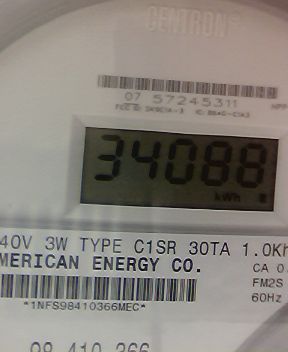 CENTRON®
07 57245311
34088
kWh
40V 3W TYPE C1SR 30TA 1.0Kh
MERICAN ENERGY CO.
CA 0.
FM2S
60Hz
*1NFS98410366MEC*
98 410 366